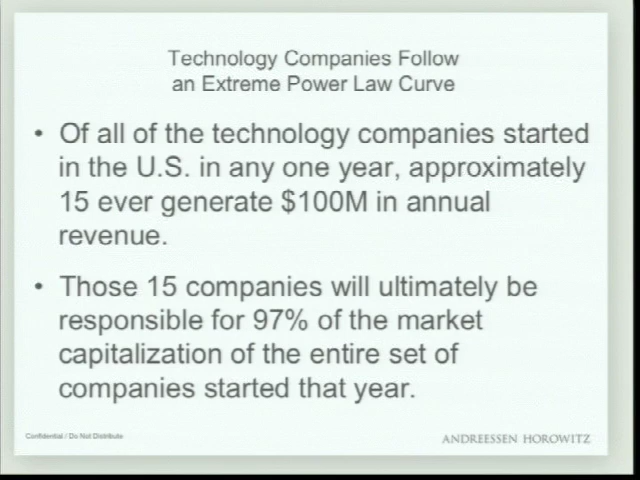 Technology Companies Follow
an Extreme Power Law Curve
• Of all of the technology companies started
in the U.S. in any one year, approximately
15 ever generate $100M in annual
revenue.
• Those 15 companies will ultimately be
responsible for 97% of the market
capitalization of the entire set of
companies started that year.
Confidential / Do Not Distribute
ANDREESSEN HOROWITZ